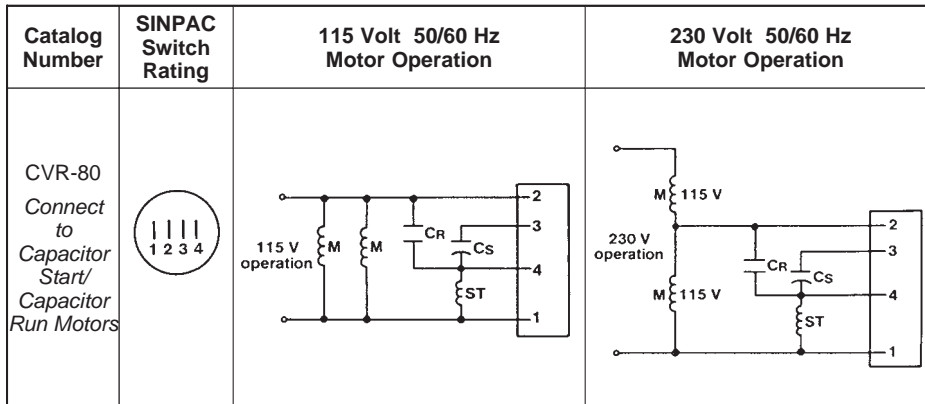 Catalog
Number
SINPAC
Switch
Rating
115 Volt 50/60 Hz
Motor Operation
230 Volt 50/60 Hz
Motor Operation
CVR-80
Connect
to
Capacitor
Start/
Capacitor
Run Motors
1 2 3 4
115 V
operation
M
M
CR
CS
ST
2
3
4
1
230 V
operation
M 115 V
M 115 V
CR
CS
ST
2
3
4
1